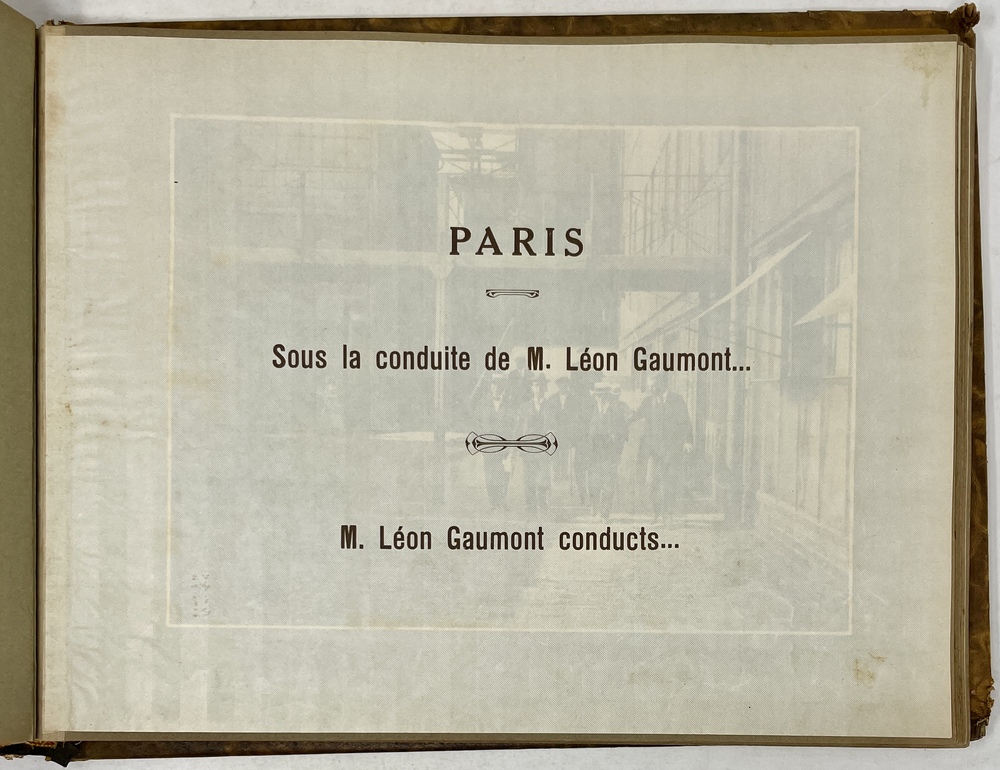 PARIS
Sous la conduite de M. Léon Gaumont...
M. Léon Gaumont conducts...